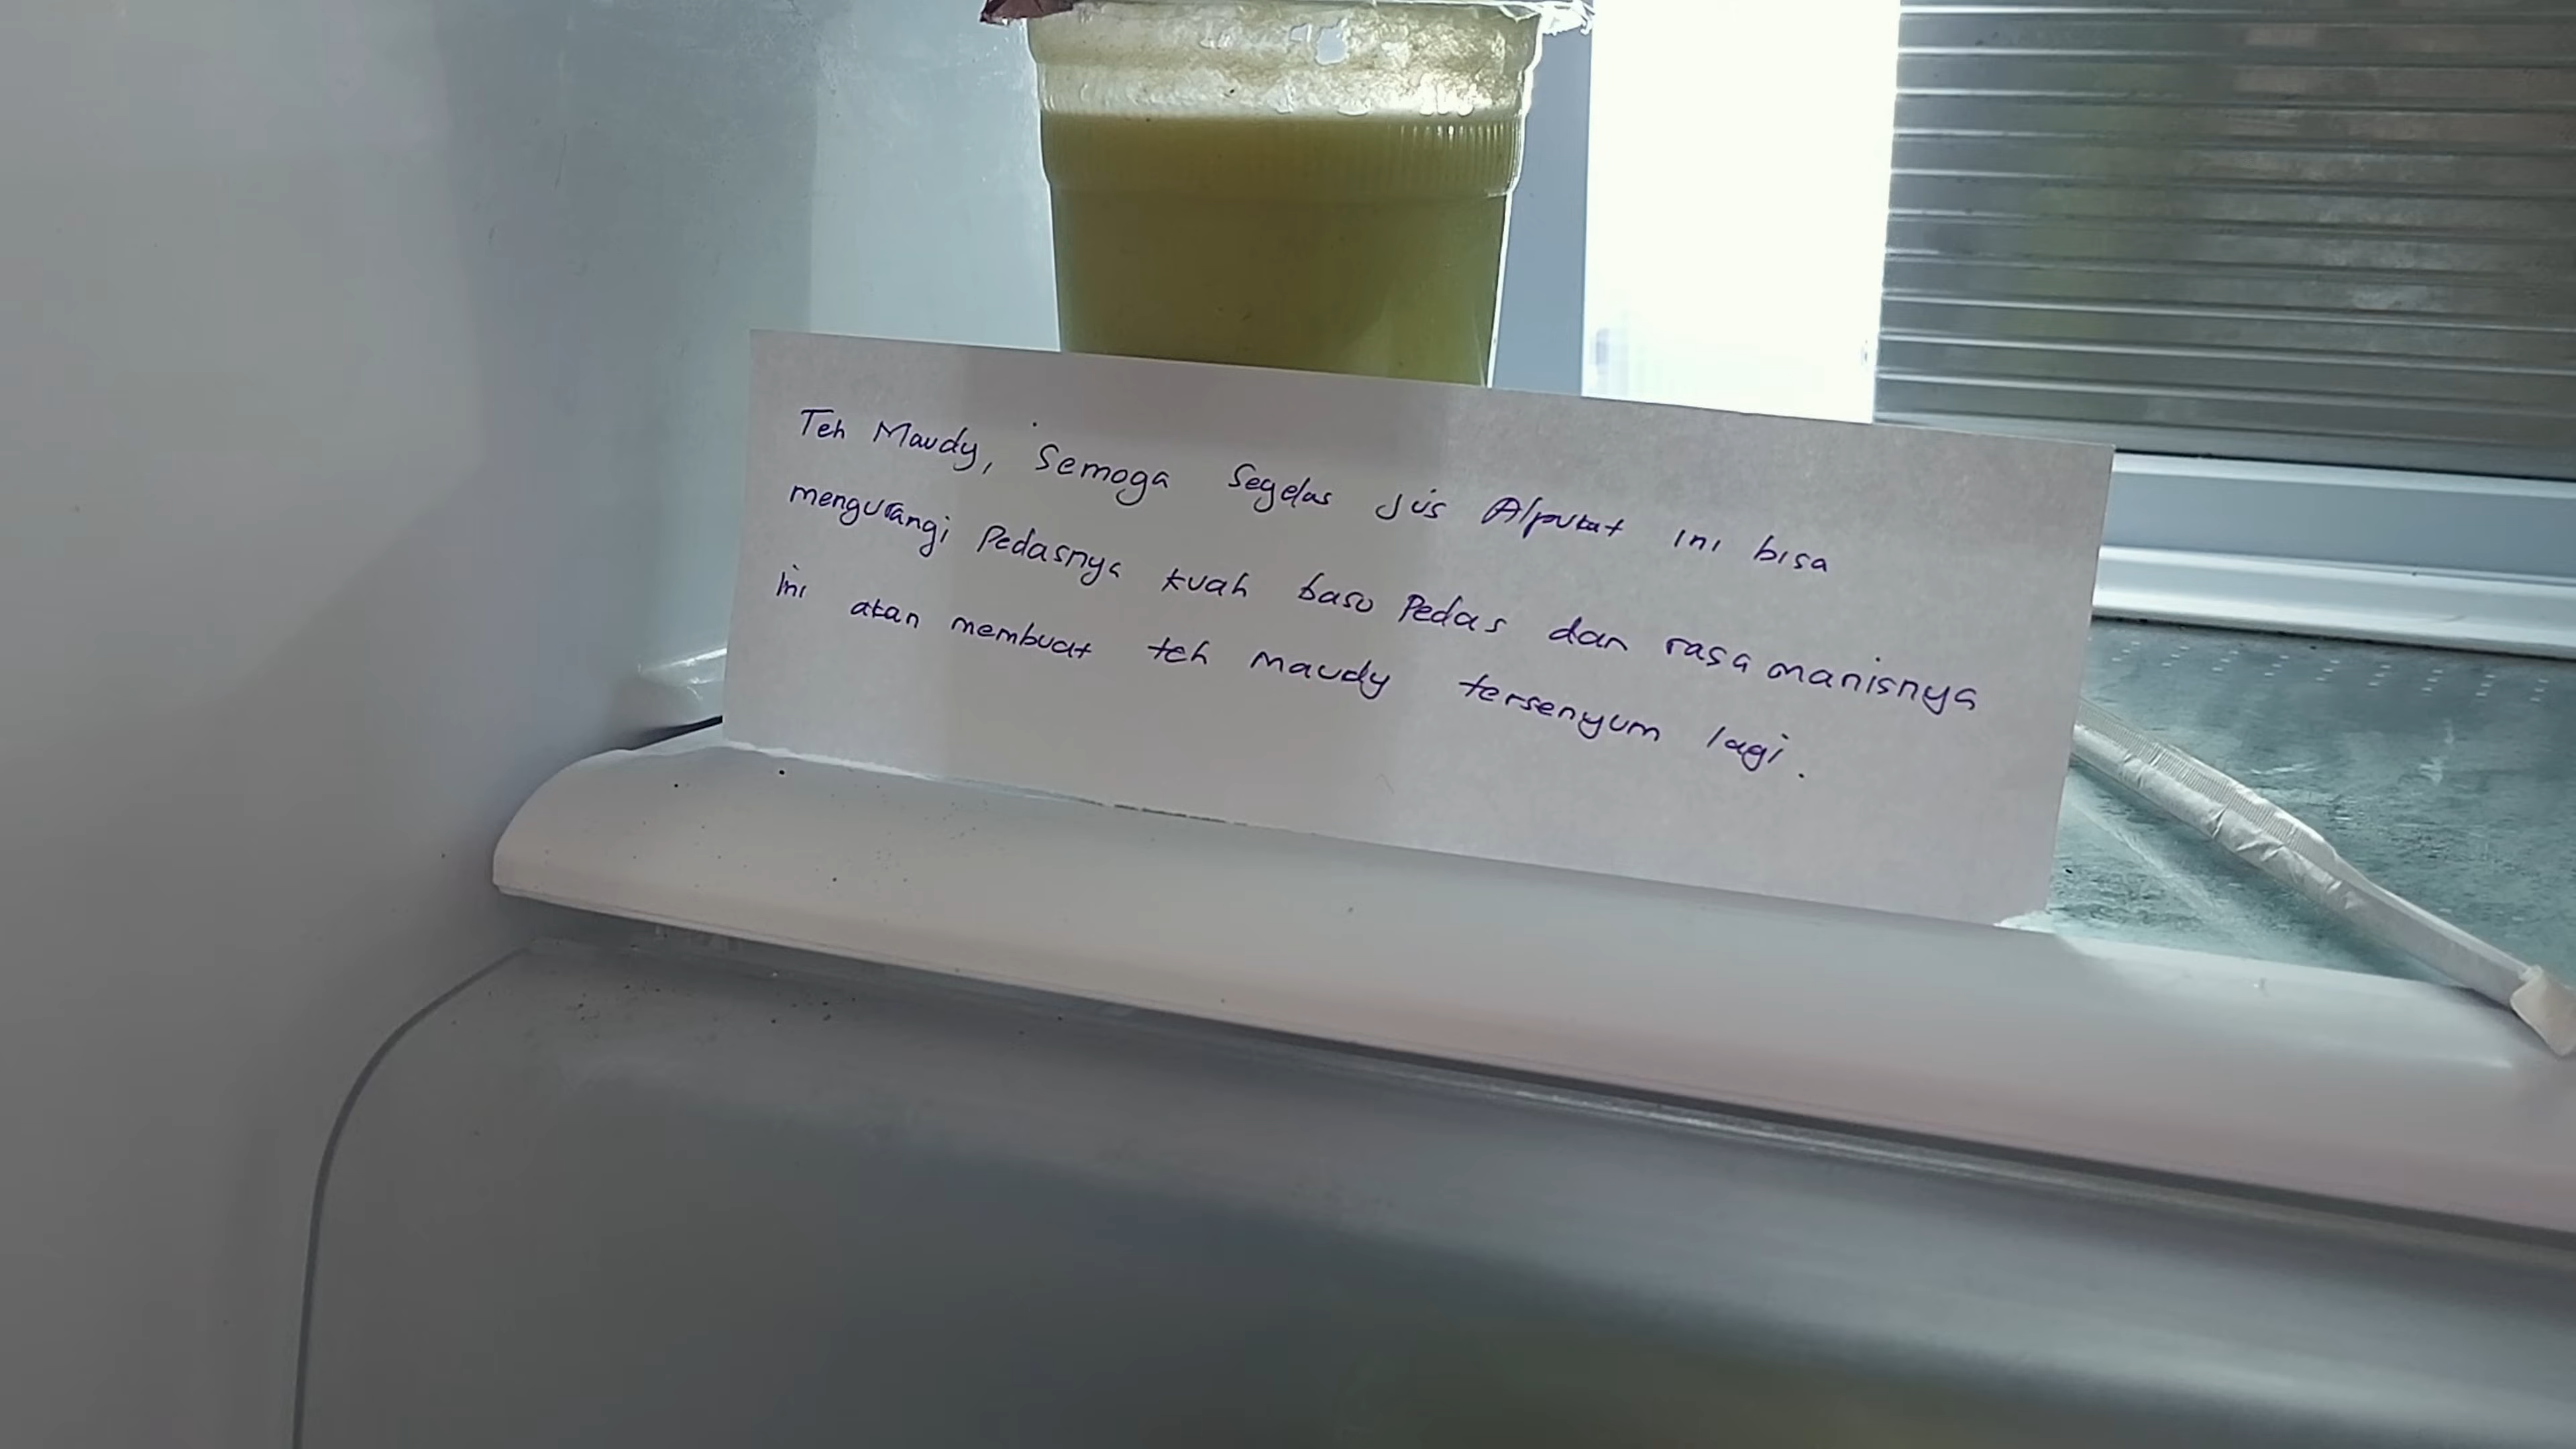 Teh Maudy, Semoga Segelas Jus Alpukat ini bisa
mengurangi Pedasnya kuah baso Pedas dan rasa manisnya
ini akan membuat teh maudy tersenyum lagi.